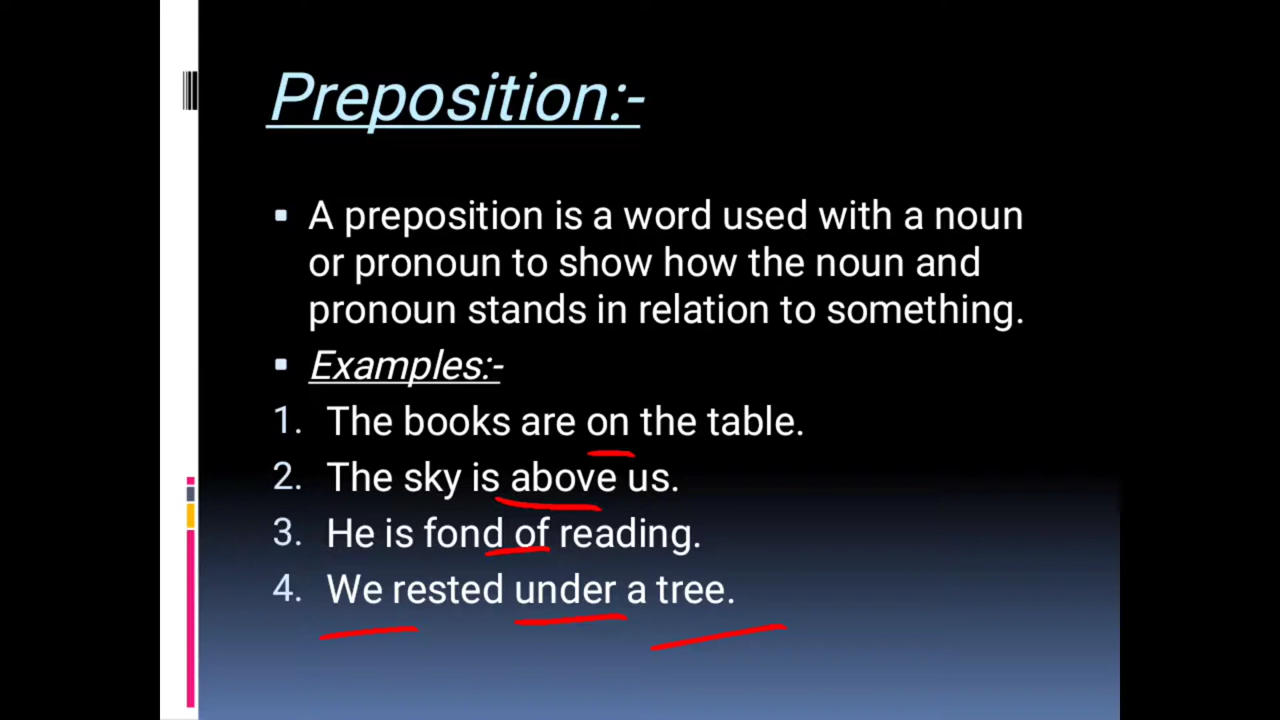 Preposition:-
A preposition is a word used with a noun
or pronoun to show how the noun and
pronoun stands in relation to something.
Examples:-
1. The books are on the table.
2. The sky is above us.
3. He is fond of reading.
4. We rested under a tree.